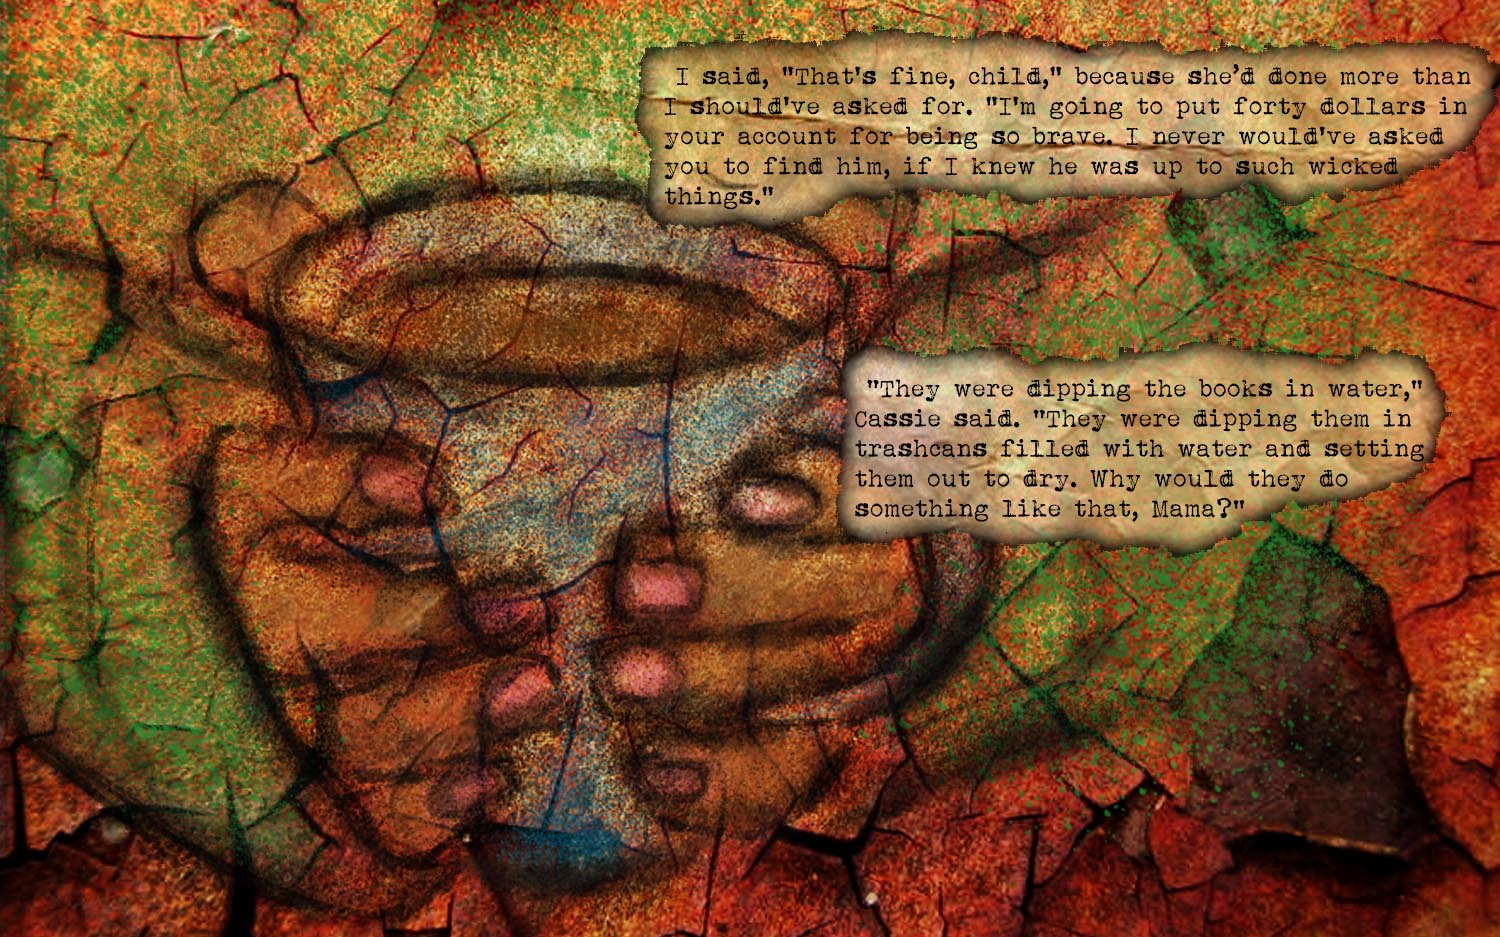 I said, "That's fine, child," because she’d done more than
I should've asked for. "I'm going to put forty dollars in
your account for being so brave. I never would've asked
you to find him, if I knew he was up to such wicked
things."
"They were dipping the books in water,"
Cassie said. "They were dipping them in
trashcans filled with water and setting
them out to dry. Why would they do
something like that, Mama?"